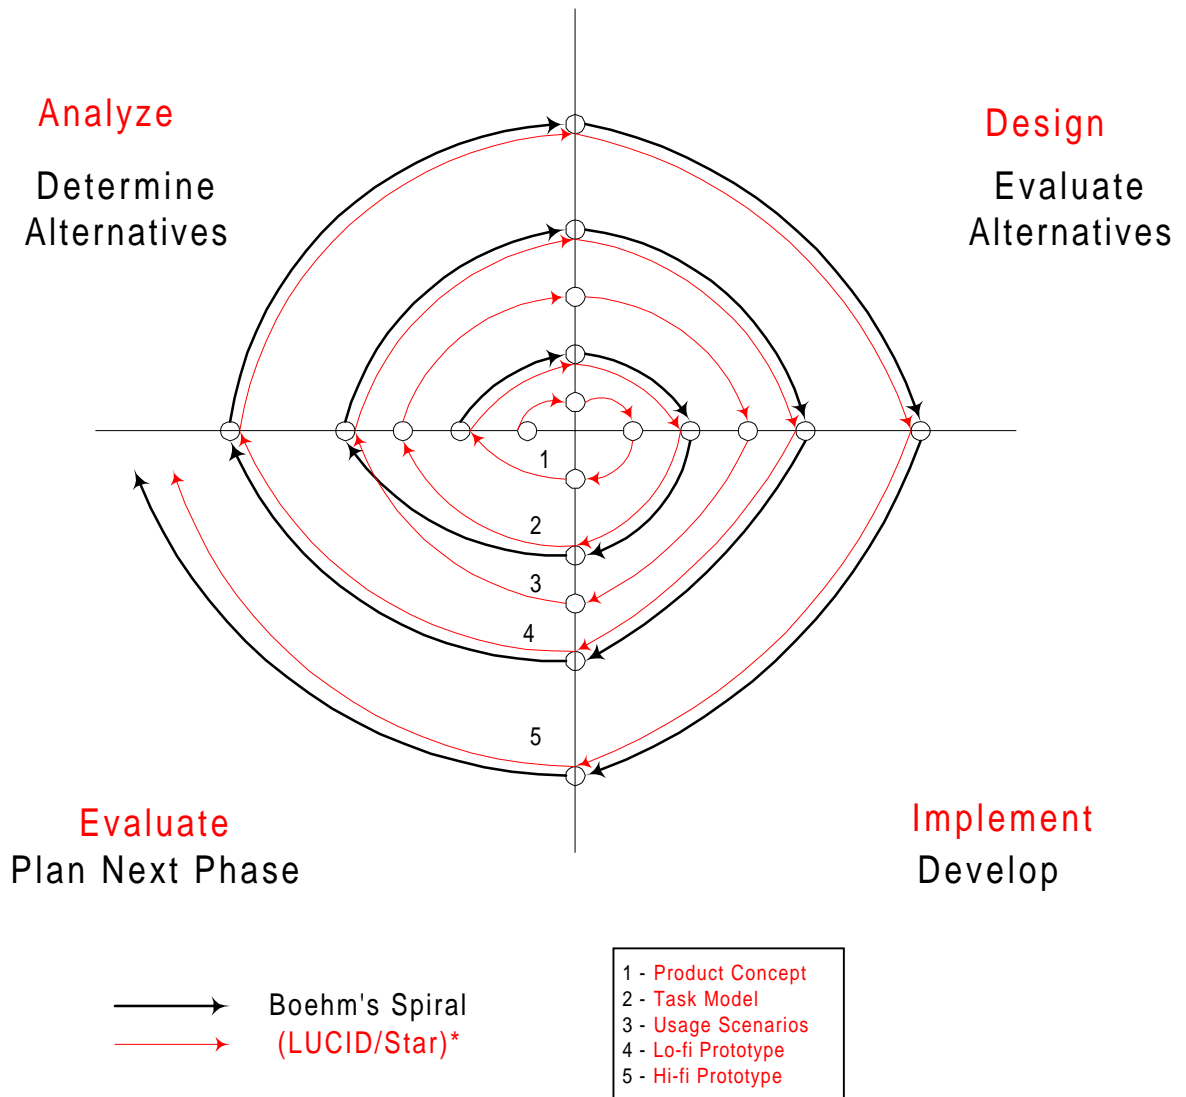 Analyze
Determine
Alternatives
Design
Evaluate
Alternatives
1
2
3
4
5
Evaluate
Plan Next Phase
Implement
Develop
Boehm's Spiral
(LUCID/Star)*
1 - Product Concept
2 - Task Model
3 - Usage Scenarios
4 - Lo-fi Prototype
5 - Hi-fi Prototype